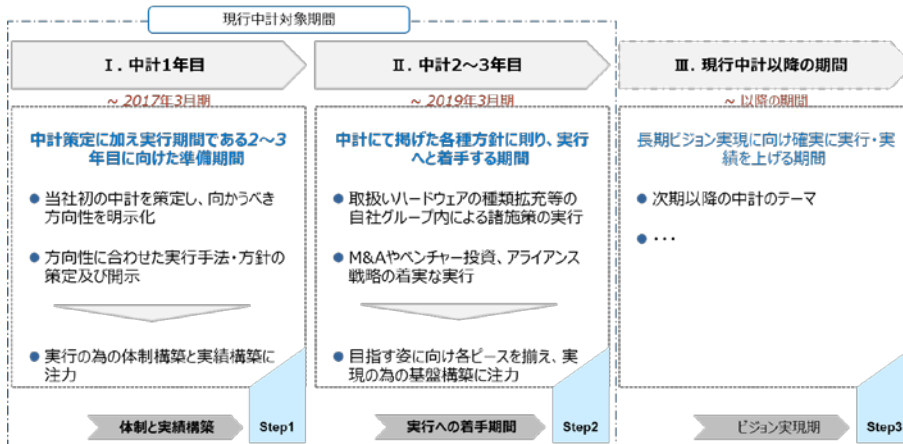 現行中計対象期間
Ⅰ. 中計1年目
~ 2017年3月期
中計策定に加え実行期間である2～3
年目に向けた準備期間
● 当社初の中計を策定し、向かうべき
方向性を明示化
● 方向性に合わせた実行手法・方針の
策定及び開示
● 実行の為の体制構築と実績構築に
注力
体制と実績構築
Step1
Ⅱ. 中計2～3年目
~ 2019年3月期
中計にて掲げた各種方針に則り、実行
へと着手する期間
● 取扱いハードウェアの種類拡充等の
自社グループ内による諸施策の実行
● M&Aやベンチャー投資、アライアンス
戦略の着実な実行
● 目指す姿に向け各ピースを揃え、実
現の為の基盤構築に注力
実行への着手期間
Step2
Ⅲ. 現行中計以降の期間
~ 以降の期間
長期ビジョン実現に向け確実に実行・実
績を上げる期間
● 次期以降の中計のテーマ
● ・・・
ビジョン実現期
Step3